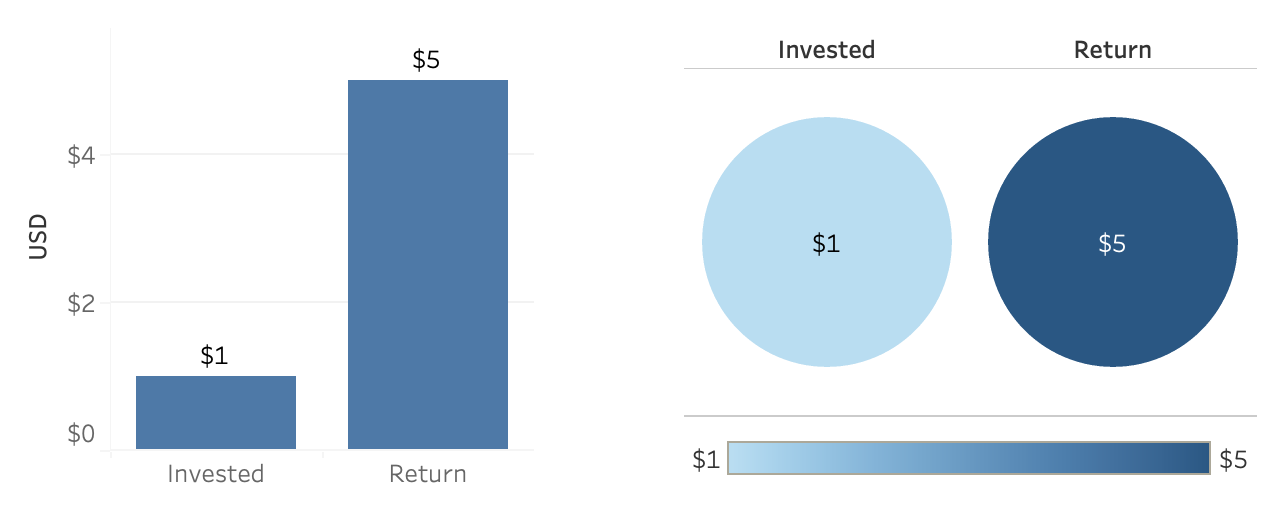 $5
$4
USD
$2
$1
$0
Invested Return
Invested Return
$1 $5
$1 $5